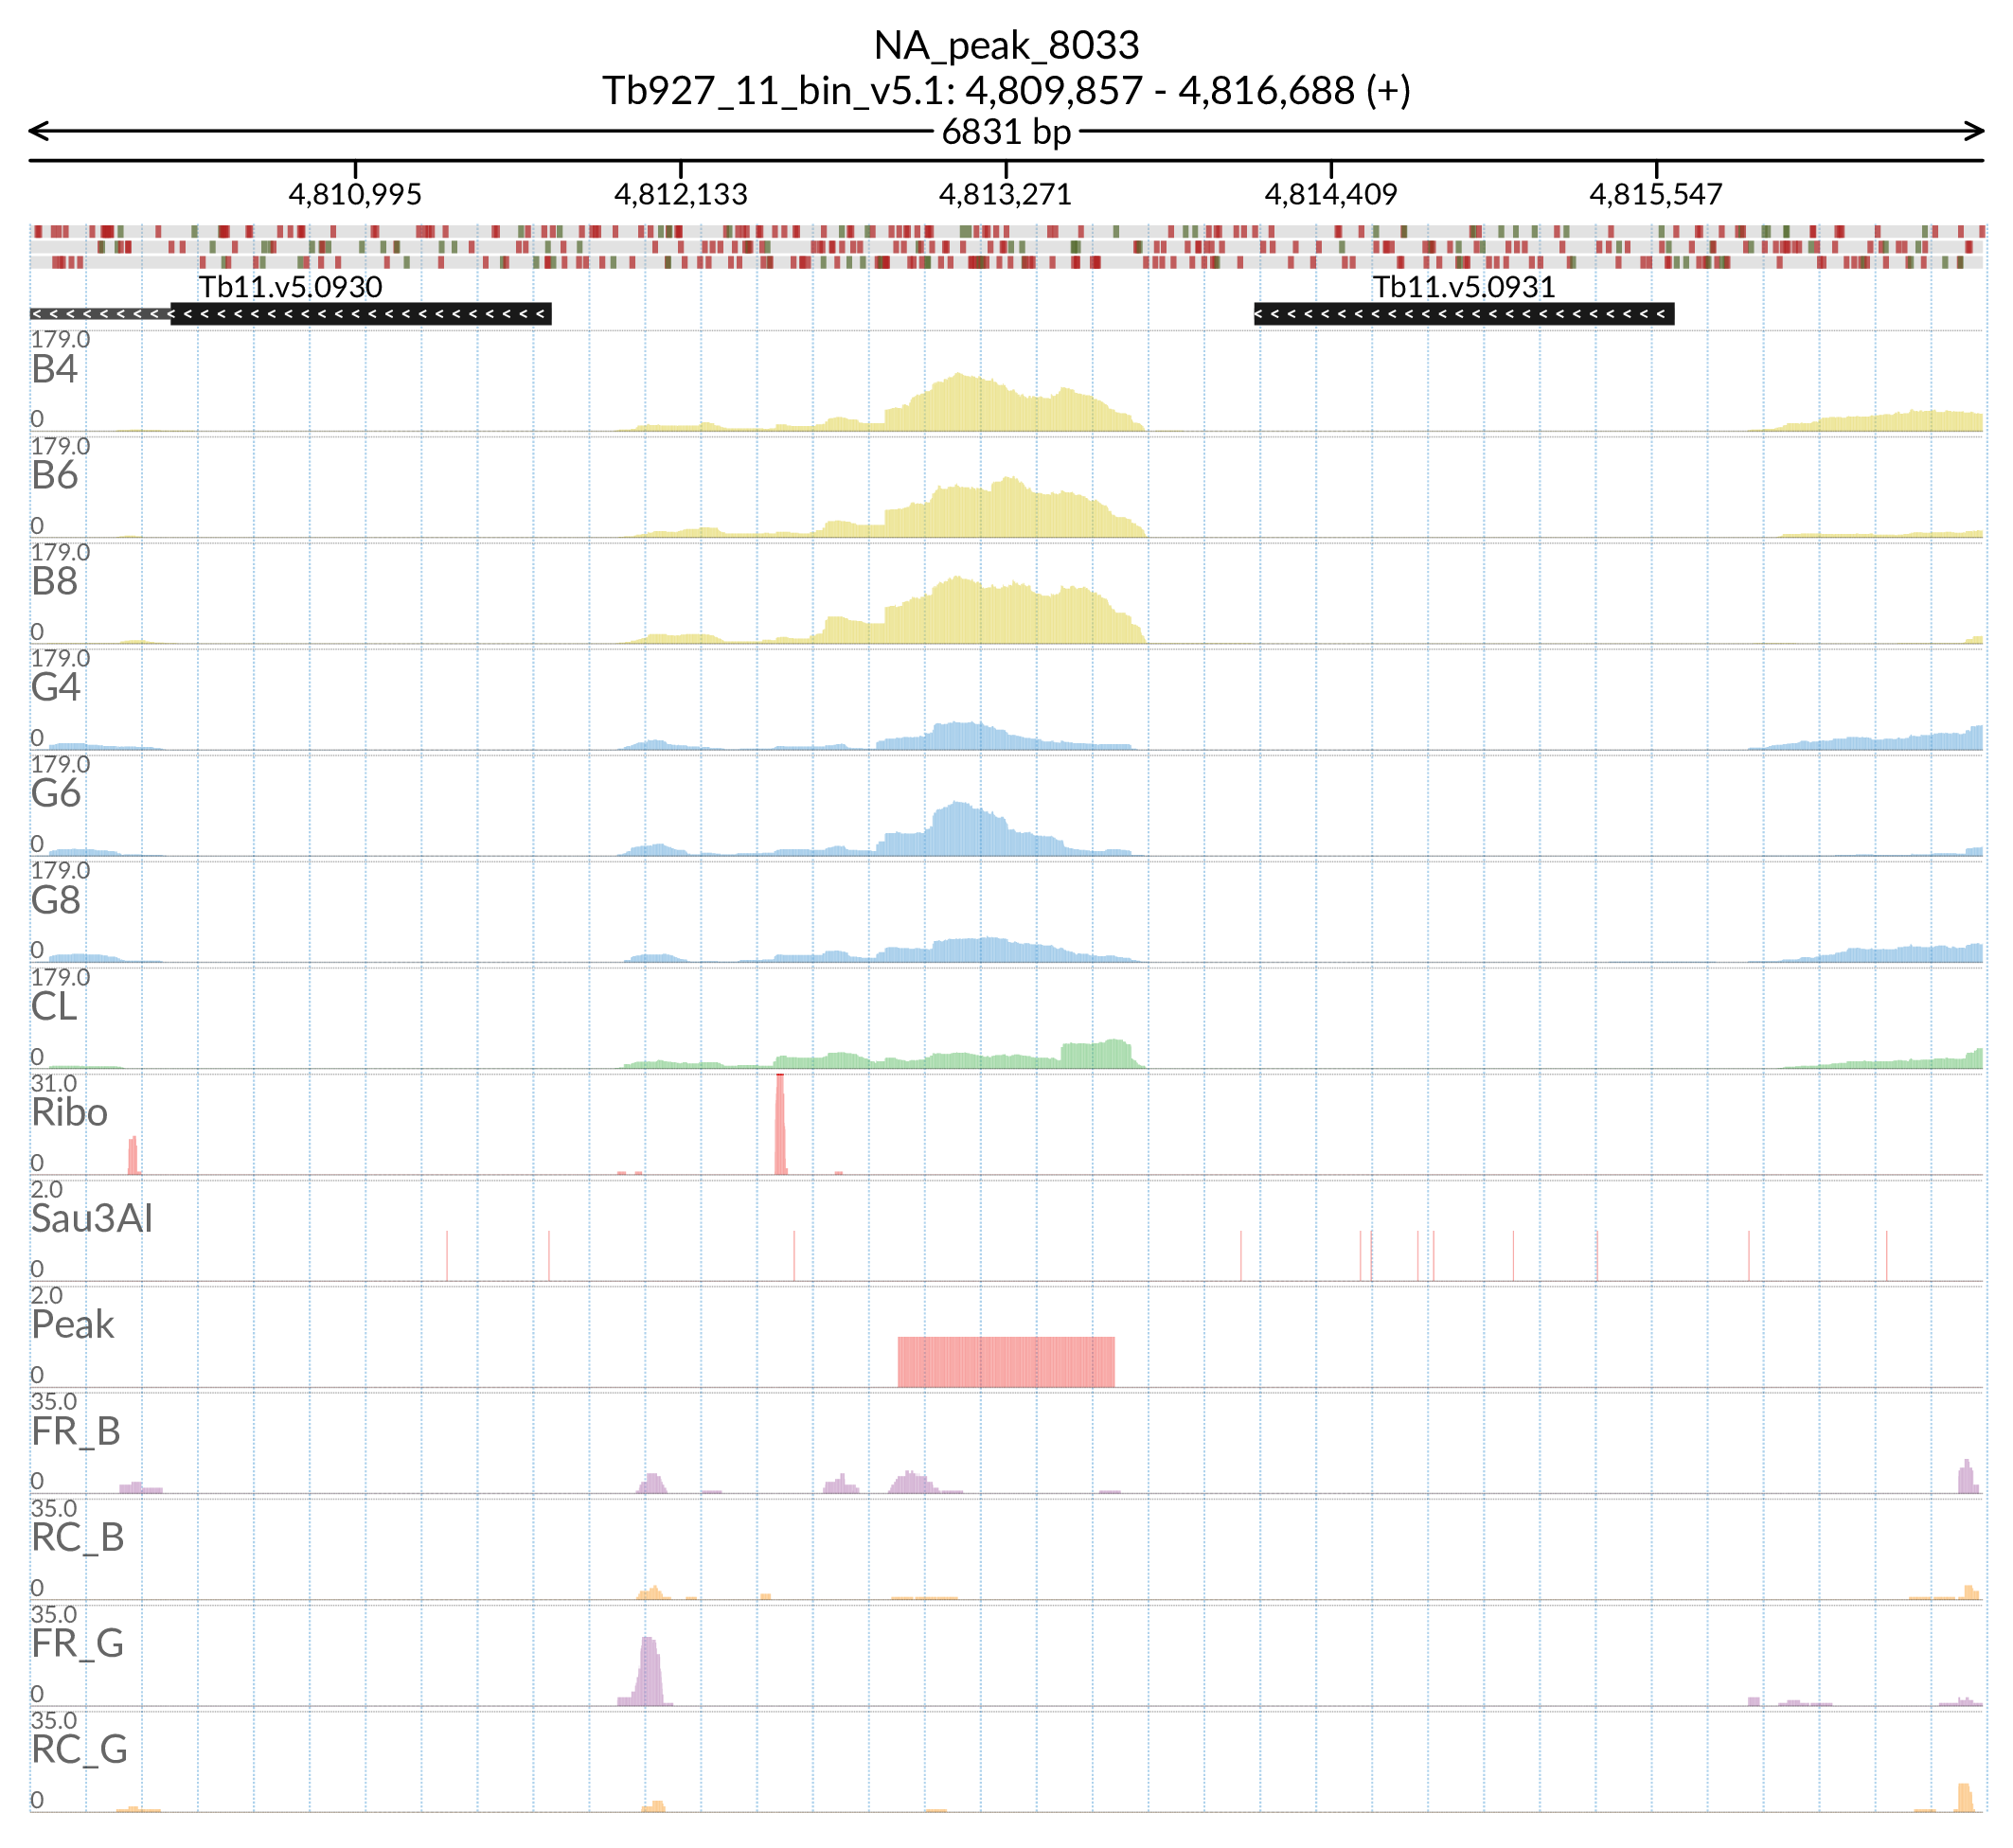 NA_peak_8033
Tb927_11_bin_v5.1: 4,809,857 - 4,816,688 (+)
6831 bp
4,810,995 4,812,133 4,813,271 4,814,409 4,815,547
Tb11.v5.0930 Tb11.v5.0931
179.0
B4
0
179.0
B6
0
179.0
B8
0
179.0
G4
0
179.0
G6
0
179.0
G8
0
179.0
CL
0
31.0
Ribo
0
2.0
Sau3AI
0
2.0
Peak
0
35.0
FR_B
0
35.0
RC_B
0
35.0
FR_G
0
35.0
RC_G
0